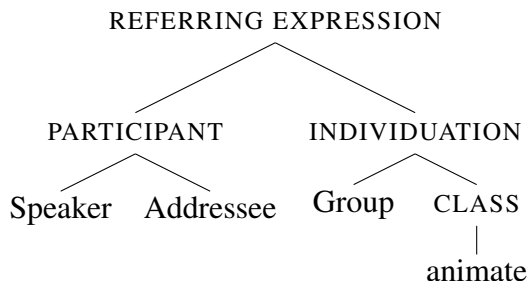 REFERRING EXPRESSION
PARTICIPANT INDIVIDUATION
Speaker Addressee Group CLASS
animate